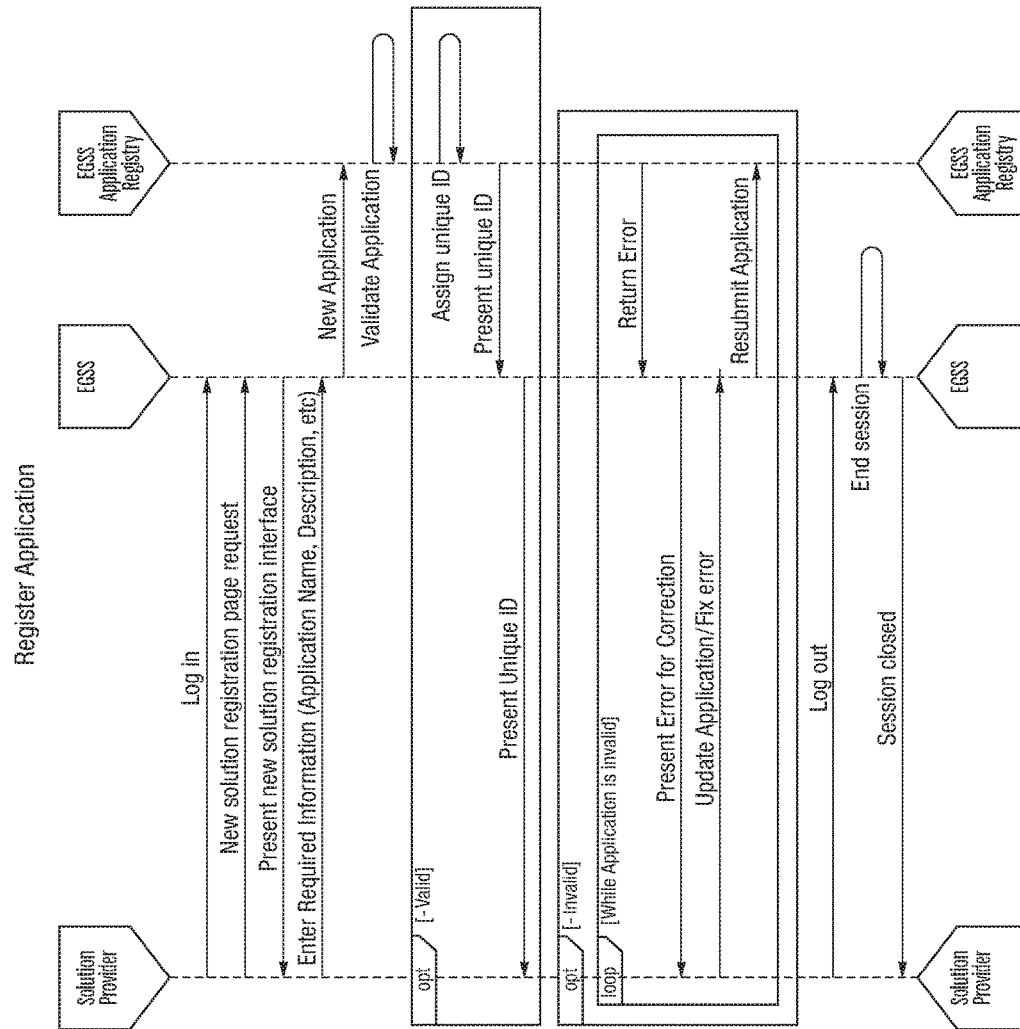 Register Application
Solution
Provider
EGSS
EGSS
Application
Registry
Log in
New solution registration page request
Present new solution registration interface
Enter Required Information (Application Name, Description, etc)
New Application
Validate Application
opt
[-Valid]
Assign unique ID
Present unique ID
Present Unique ID
opt
[-Invalid]
loop
[While Application is invalid]
Return Error
Present Error for Correction
Update Application/Fix error
Resubmit Application
Log out
End session
Session closed
Solution
Provider
EGSS
EGSS
Application
Registry